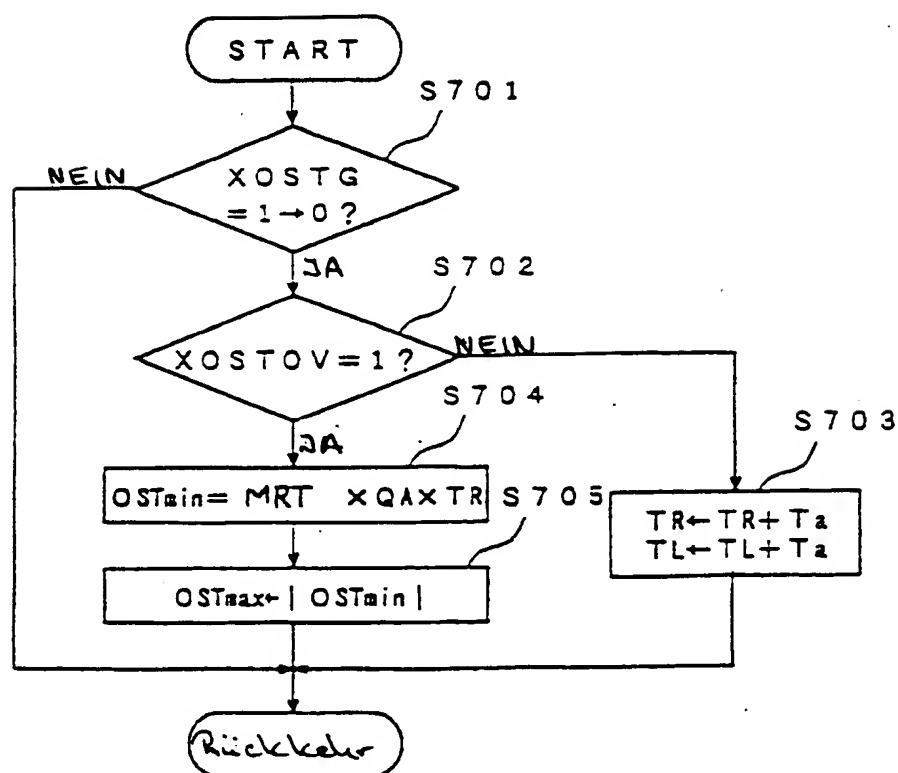 START
S701
NEIN
XOSTG
=1→0?
JA
S702
XOSTOV=1?
NEIN
JA
S704
S703
OSTmin= MRT ×QA×TR
S705
TR←TR+Ta
TL←TL+Ta
OSTmax←| OSTmin |
Rückkehr